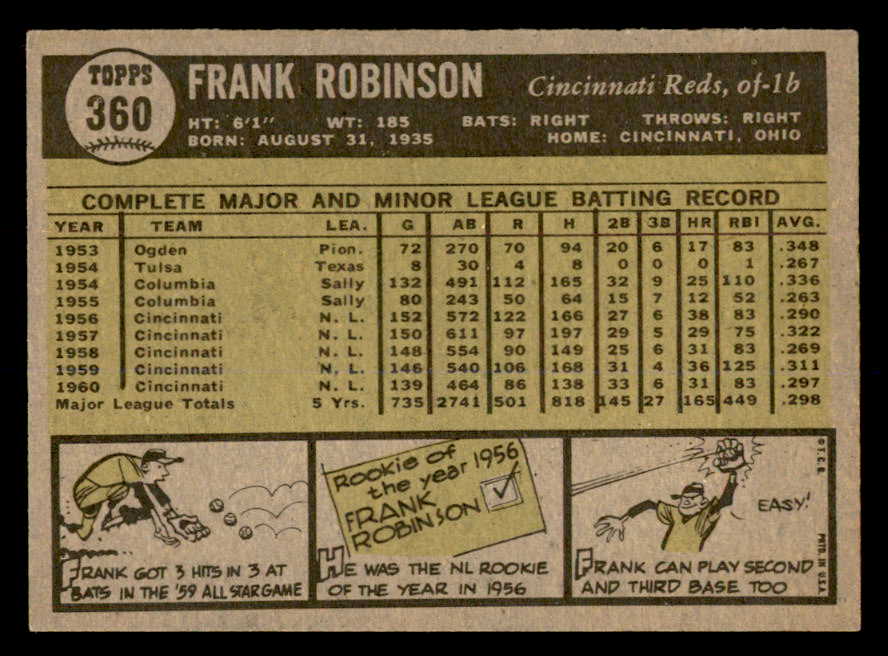 TOPPS
360
FRANK ROBINSON
Cincinnati Reds, of-1b
HT: 6'1" WT: 185 BATS: RIGHT THROWS: RIGHT
BORN: AUGUST 31, 1935 HOME: CINCINNATI, OHIO
COMPLETE MAJOR AND MINOR LEAGUE BATTING RECORD
YEAR TEAM LEA. G AB R H 2B 3B HR RBI AVG.
1953 Ogden Pion. 72 270 70 94 20 6 17 83 .348
1954 Tulsa Texas 8 30 4 8 0 0 0 1 .267
1954 Columbia Sally 132 491 112 165 32 9 25 110 .336
1955 Columbia Sally 80 243 50 64 15 7 12 52 .263
1956 Cincinnati N. L. 152 572 122 166 27 6 38 83 .290
1957 Cincinnati N. L. 150 611 97 197 29 5 29 75 .322
1958 Cincinnati N. L. 148 554 90 149 25 6 31 83 .269
1959 Cincinnati N. L. 146 540 106 168 31 4 36 125 .311
1960 Cincinnati N. L. 139 464 86 138 33 6 31 83 .297
Major League Totals 5 Yrs. 735 2741 501 818 145 27 165 449 .298
FRANK GOT 3 HITS IN 3 AT
BATS IN THE '59 ALL STAR GAME
Rookie of
the year 1956
FRANK
ROBINSON
HE WAS THE NL ROOKIE
OF THE YEAR IN 1956
EASY!
FRANK CAN PLAY SECOND
AND THIRD BASE TOO
© T.C.G.
PRTD. IN U.S.A.